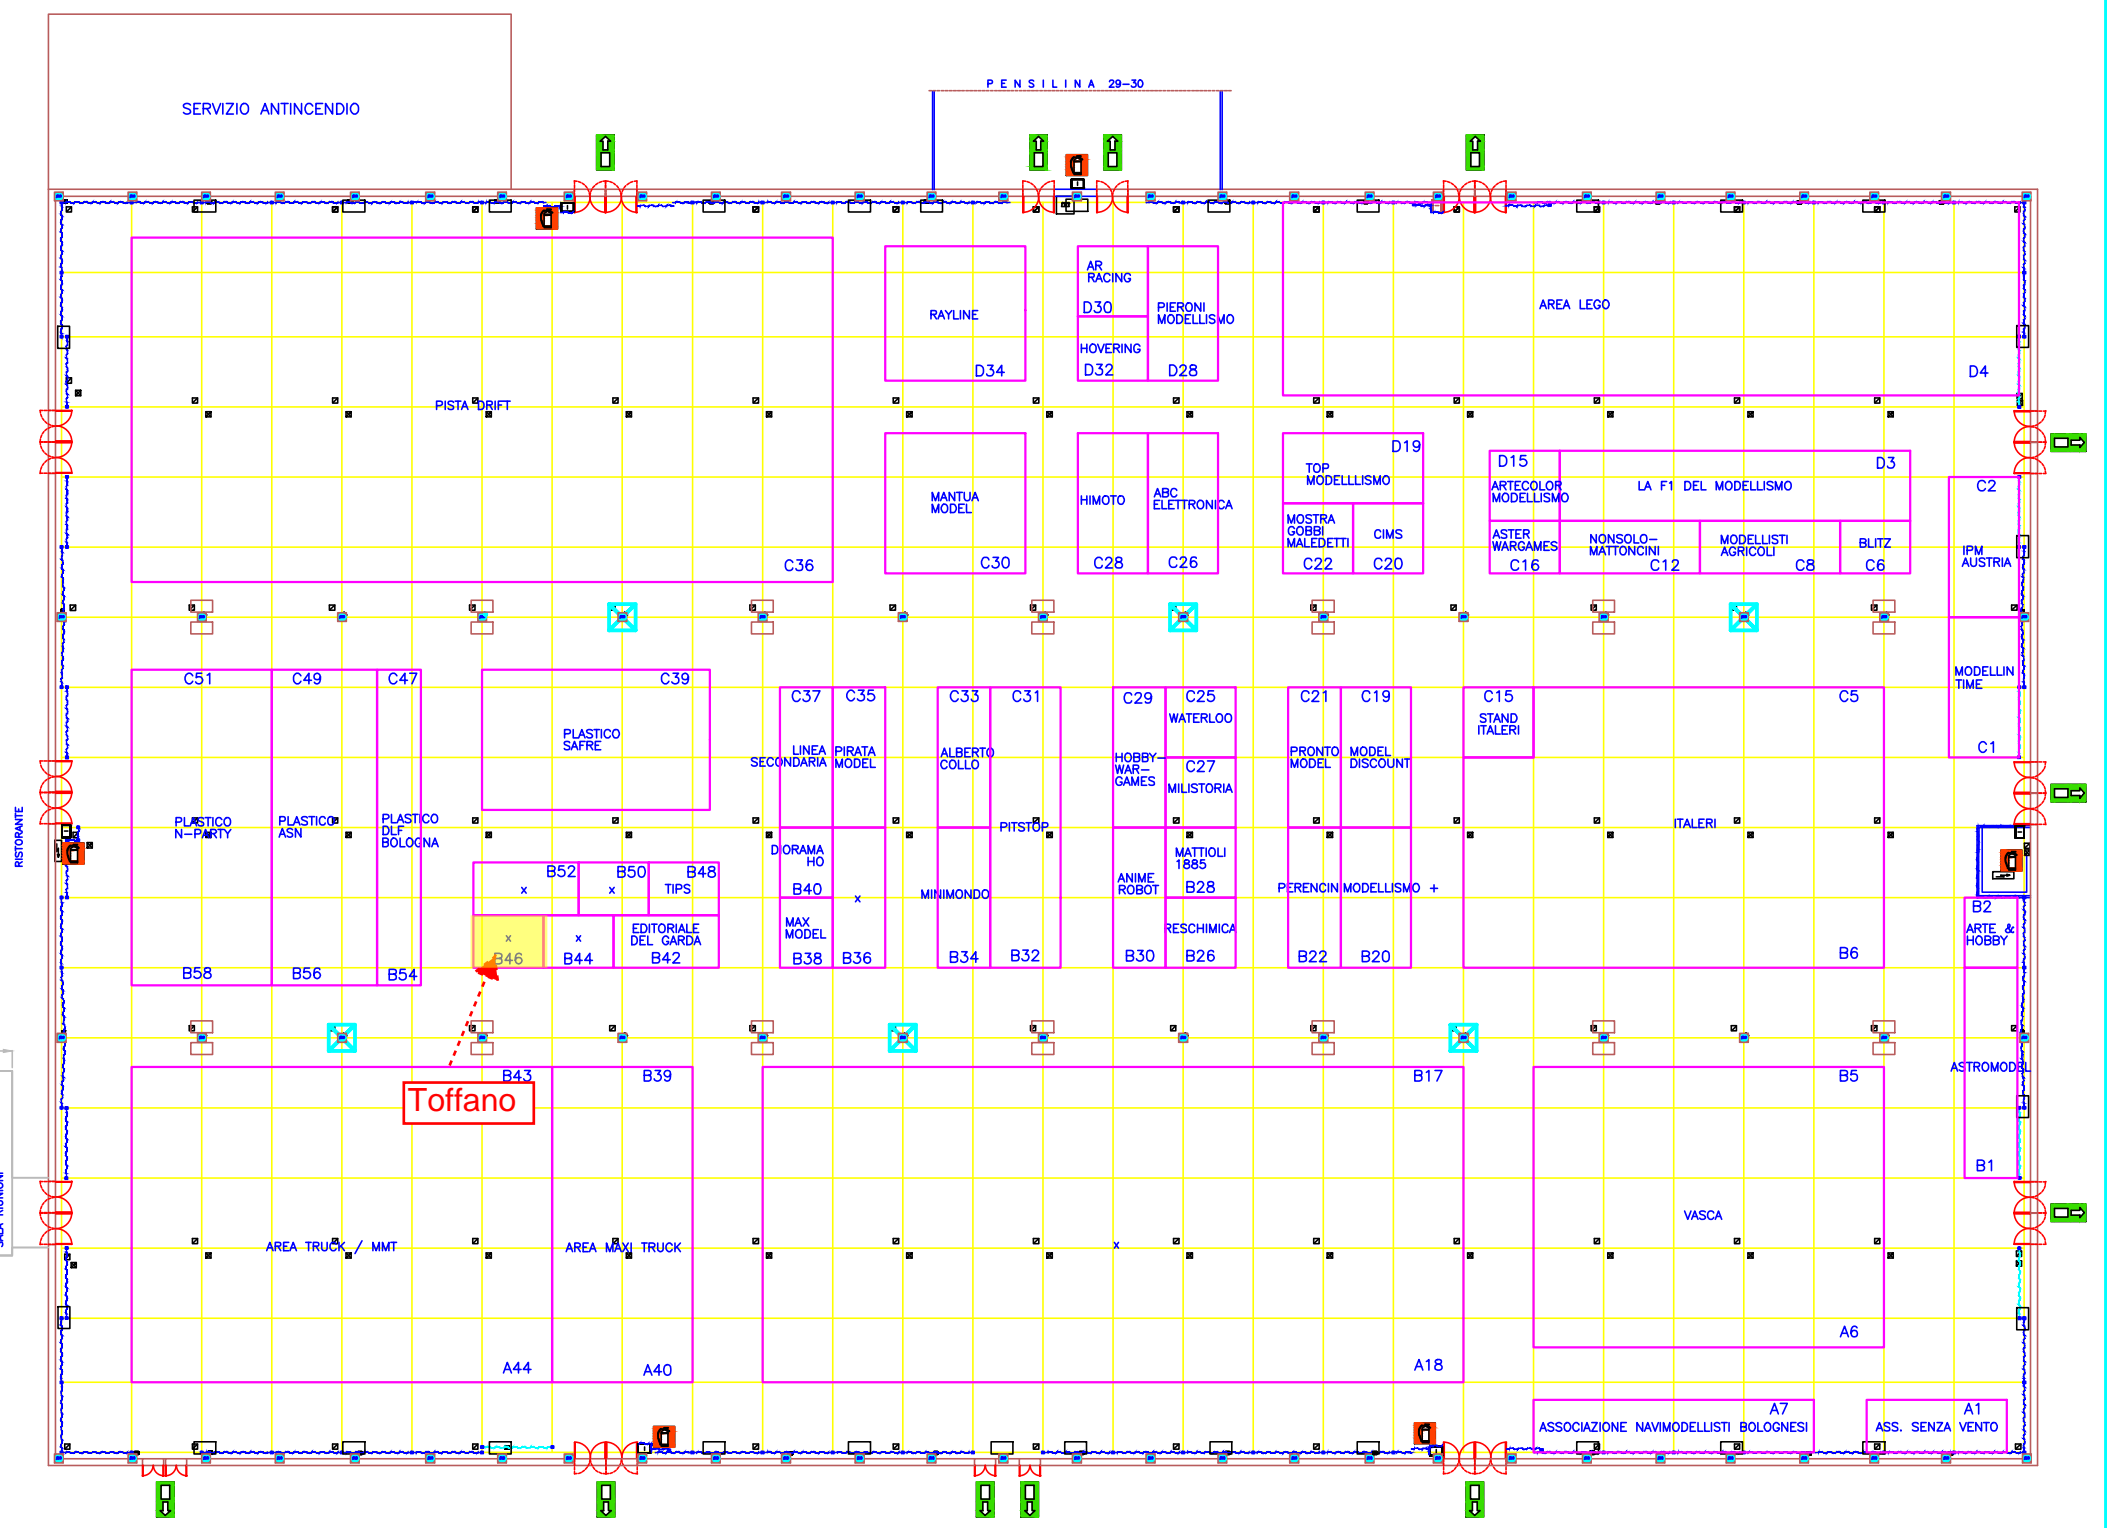 SERVIZIO ANTINCENDIO
PENSILINA 29-30
AR
RACING
D30
PIERONI
MODELLISMO
D28
HOVERING
D32
RAYLINE
D34
AREA LEGO
D4
PISTA DRIFT
C36
MANTUA
MODEL
C30
HIMOTO
C28
ABC
ELETTRONICA
C26
D19
TOP
MODELLLISMO
MOSTRA
GOBBI
MALEDETTI
C22
CIMS
C20
D15
ARTECOLOR
MODELLISMO
D3
LA F1 DEL MODELLISMO
ASTER
WARGAMES
C16
NONSOLO-
MATTONCINI
C12
MODELLISTI
AGRICOLI
C8
BLITZ
C6
C2
IPM
AUSTRIA
MODELLIN
TIME
C1
C51
PLASTICO
N-PARTY
B58
C49
PLASTICO
ASN
B56
C47
PLASTICO
DLF
BOLOGNA
B54
C39
PLASTICO
SAFRE
C37
LINEA
SECONDARIA
C35
PIRATA
MODEL
C33
ALBERTO
COLLO
C31
PITSTOP
B32
C29
HOBBY-
WAR-
GAMES
C25
WATERLOO
C27
MILISTORIA
C21
PRONTO
MODEL
C19
MODEL
DISCOUNT
C15
STAND
ITALERI
C5
ITALERI
B6
RISTORANTE
B52
x
B50
x
B48
TIPS
x
B46
x
B44
EDITORIALE
DEL GARDA
B42
DIORAMA
HO
B40
MAX
MODEL
B38
x
B36
MINIMONDO
B34
ANIME
ROBOT
B30
MATTIOLI
1885
B28
RESCHIMICA
B26
PERENCIN MODELLISMO +
B22
B20
B2
ARTE &
HOBBY
ASTROMODEL
B1
Toffano
B43
AREA TRUCK / MMT
A44
B39
AREA MAXI TRUCK
A40
B17
x
A18
B5
VASCA
A6
A7
ASSOCIAZIONE NAVIMODELLISTI BOLOGNESI
A1
ASS. SENZA VENTO